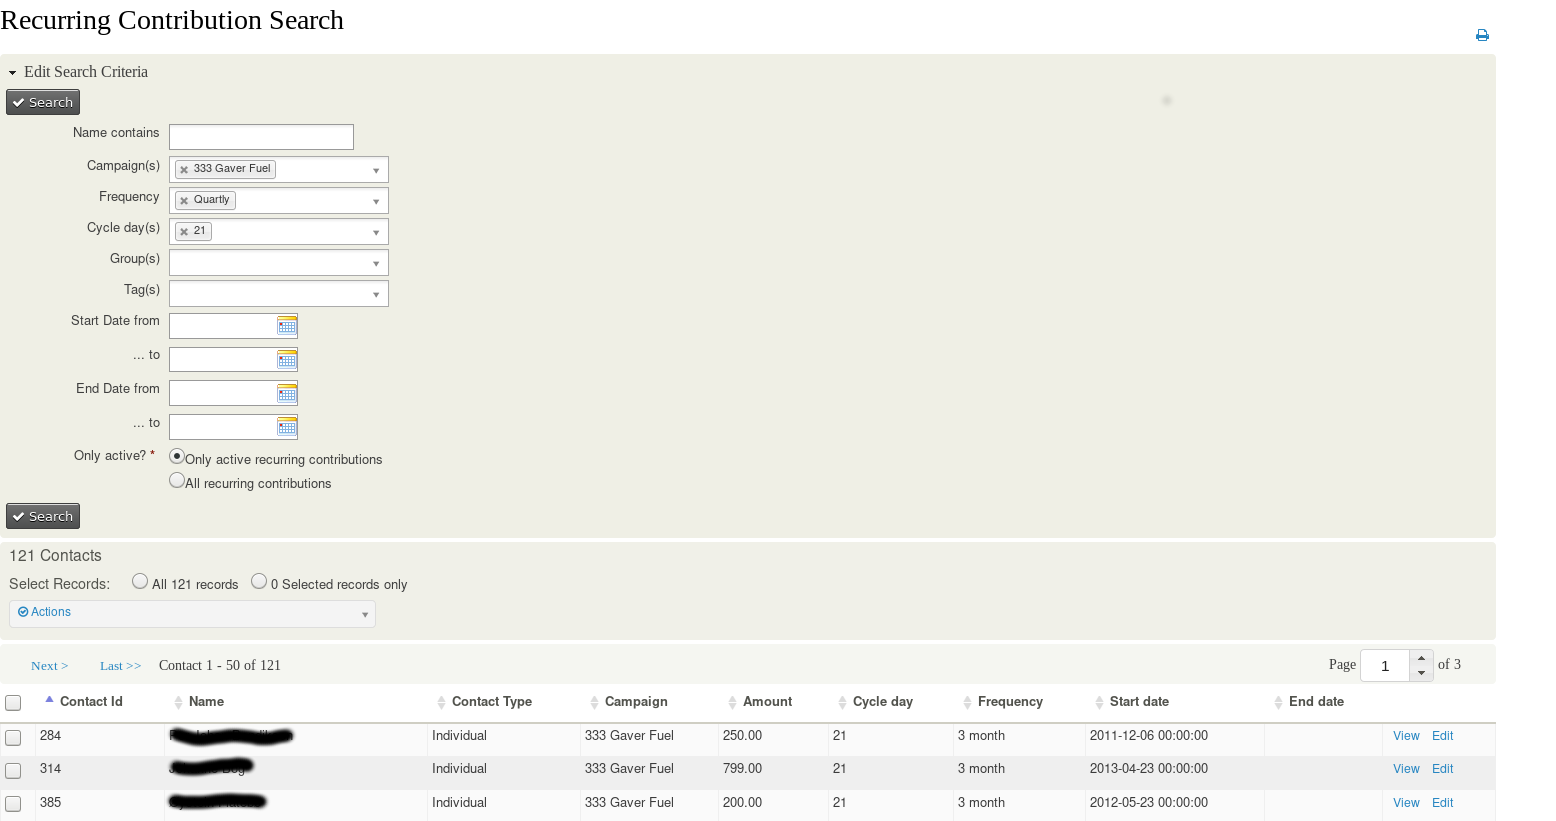 Recurring Contribution Search
Edit Search Criteria
Search
Name contains
Campaign(s) 333 Gaver Fuel
Frequency Quartly
Cycle day(s) 21
Group(s)
Tag(s)
Start Date from
... to
End Date from
... to
Only active? * Only active recurring contributions
All recurring contributions
Search
121 Contacts
Select Records: All 121 records 0 Selected records only
Actions
Next > Last >> Contact 1 - 50 of 121 Page 1 of 3
Contact Id Name Contact Type Campaign Amount Cycle day Frequency Start date End date
284 Individual 333 Gaver Fuel 250.00 21 3 month 2011-12-06 00:00:00 View Edit
314 Individual 333 Gaver Fuel 799.00 21 3 month 2013-04-23 00:00:00 View Edit
385 Individual 333 Gaver Fuel 200.00 21 3 month 2012-05-23 00:00:00 View Edit